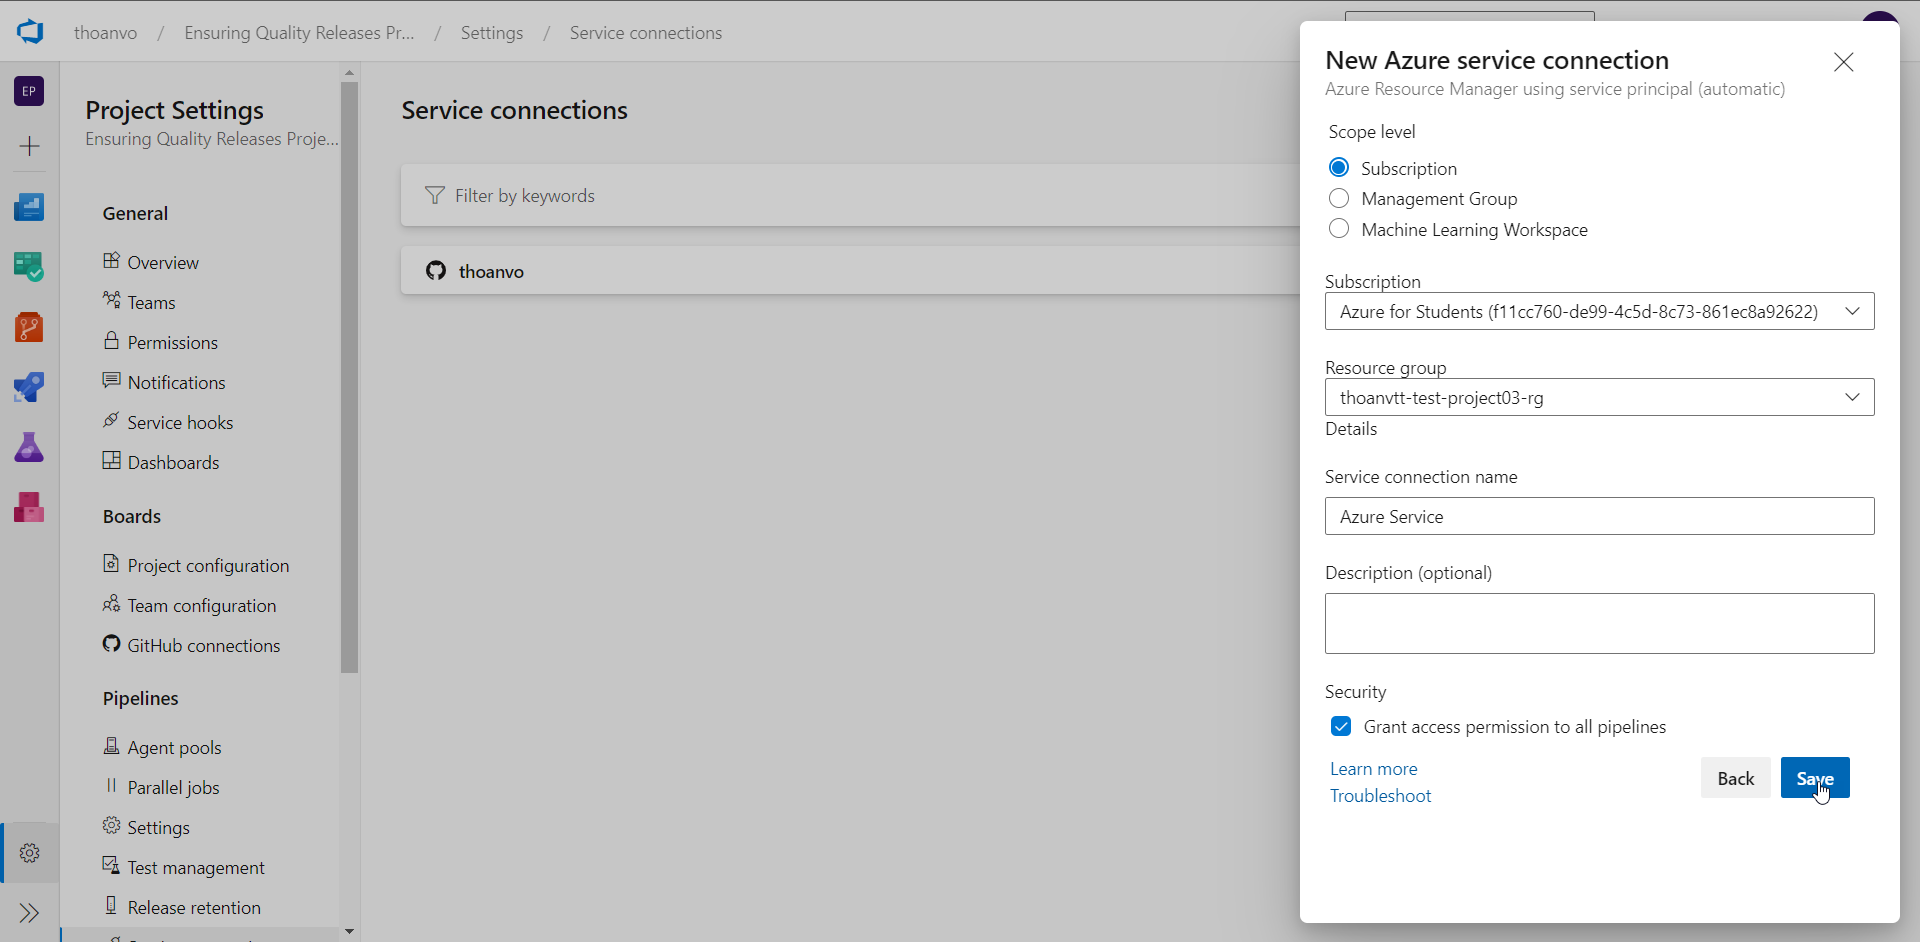 thoanvo / Ensuring Quality Releases Pr... / Settings / Service connections
EP
Project Settings
Ensuring Quality Releases Proje...
General
Overview
Teams
Permissions
Notifications
Service hooks
Dashboards
Boards
Project configuration
Team configuration
GitHub connections
Pipelines
Agent pools
Parallel jobs
Settings
Test management
Release retention
Service connections
Filter by keywords
thoanvo
New Azure service connection
Azure Resource Manager using service principal (automatic)
Scope level
Subscription
Management Group
Machine Learning Workspace
Subscription
Azure for Students (f11cc760-de99-4c5d-8c73-861ec8a92622)
Resource group
thoanvtt-test-project03-rg
Details
Service connection name
Azure Service
Description (optional)
Security
Grant access permission to all pipelines
Learn more
Troubleshoot
Back
Save